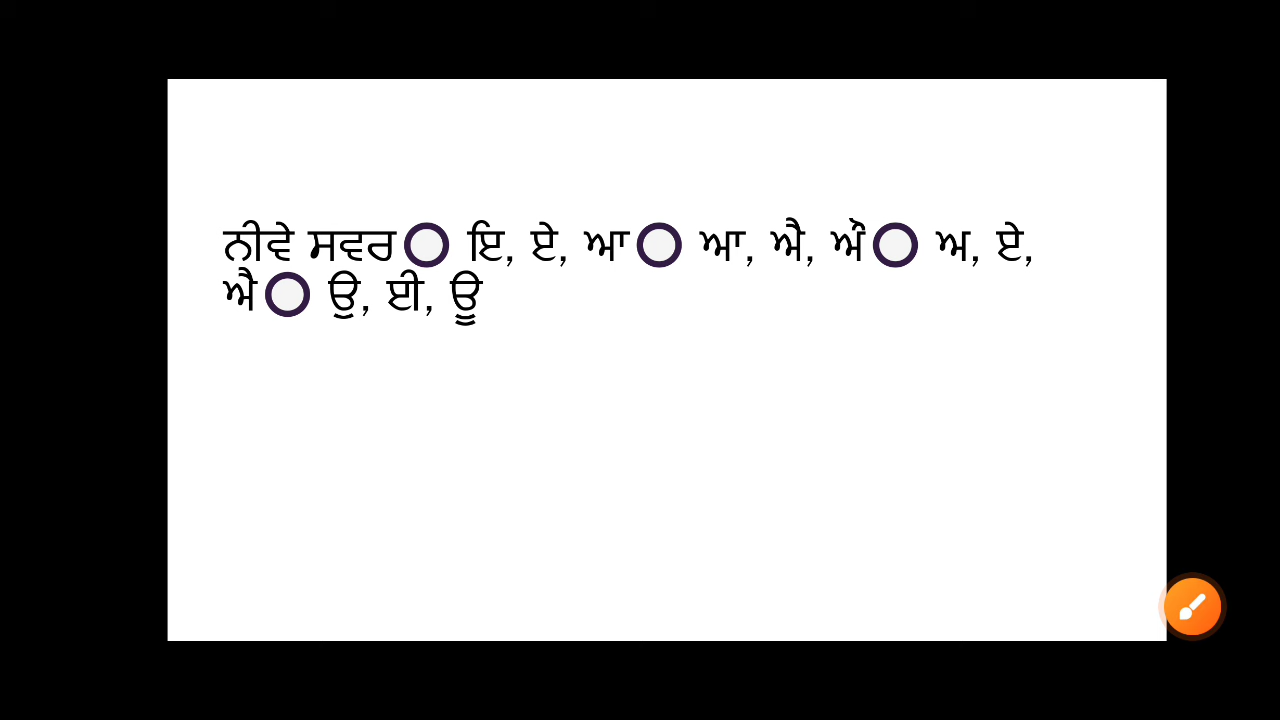 ਨੀਵੇ ਸਵਰ⭕ ਇ, ਏ, ਆ⭕ ਆ, ਐ, ਔ⭕ ਅ, ਏ,
ਐ⭕ ਉ, ਈ, ਊ